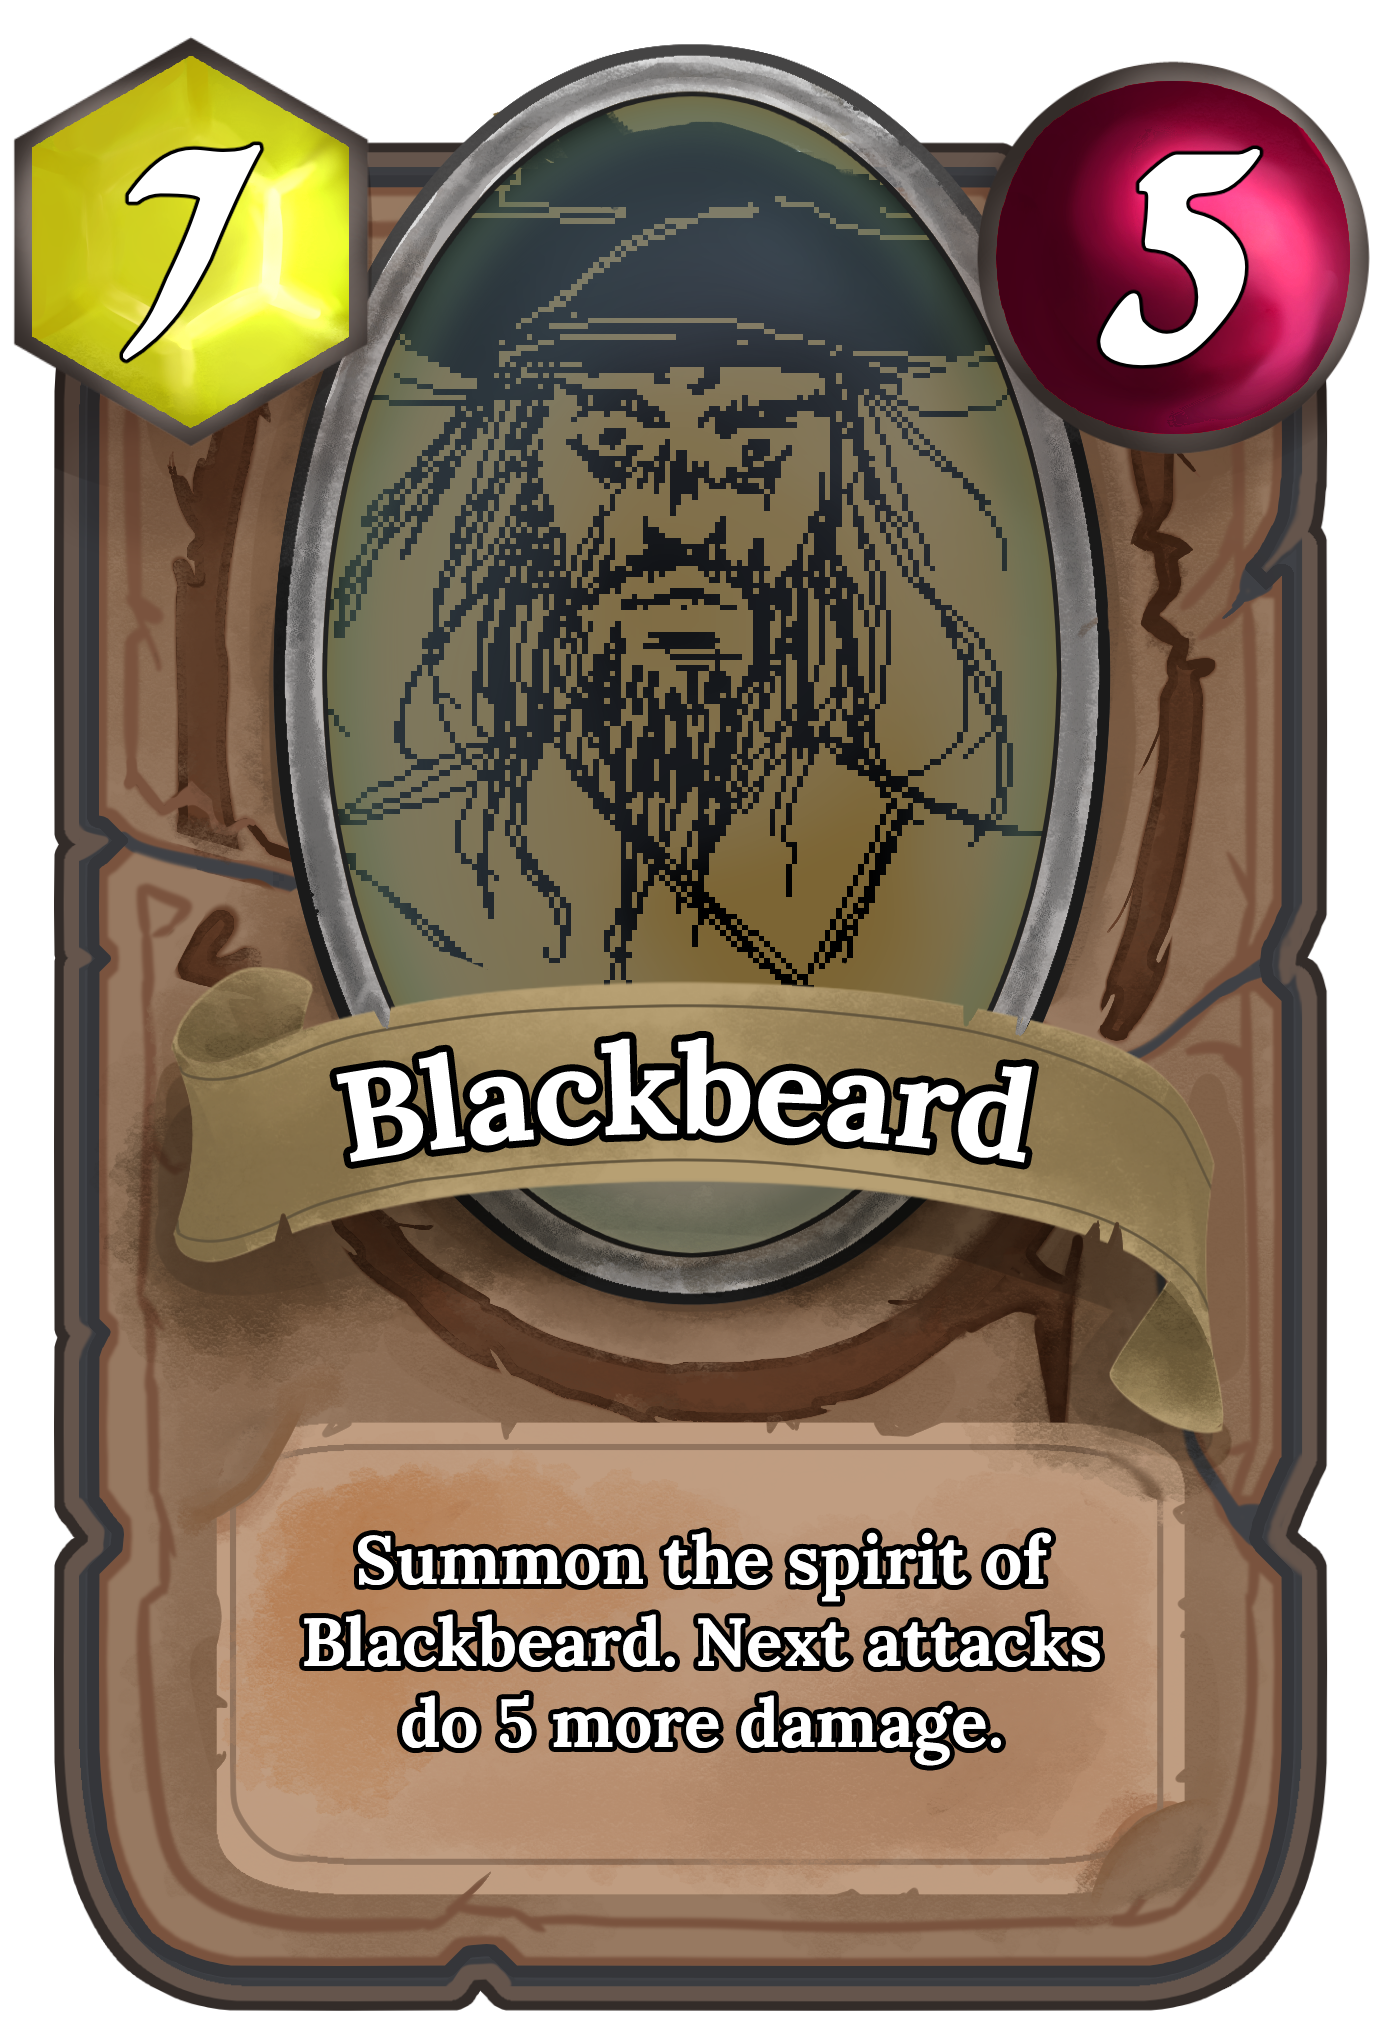 7
5
Blackbeard
Summon the spirit of
Blackbeard. Next attacks
do 5 more damage.